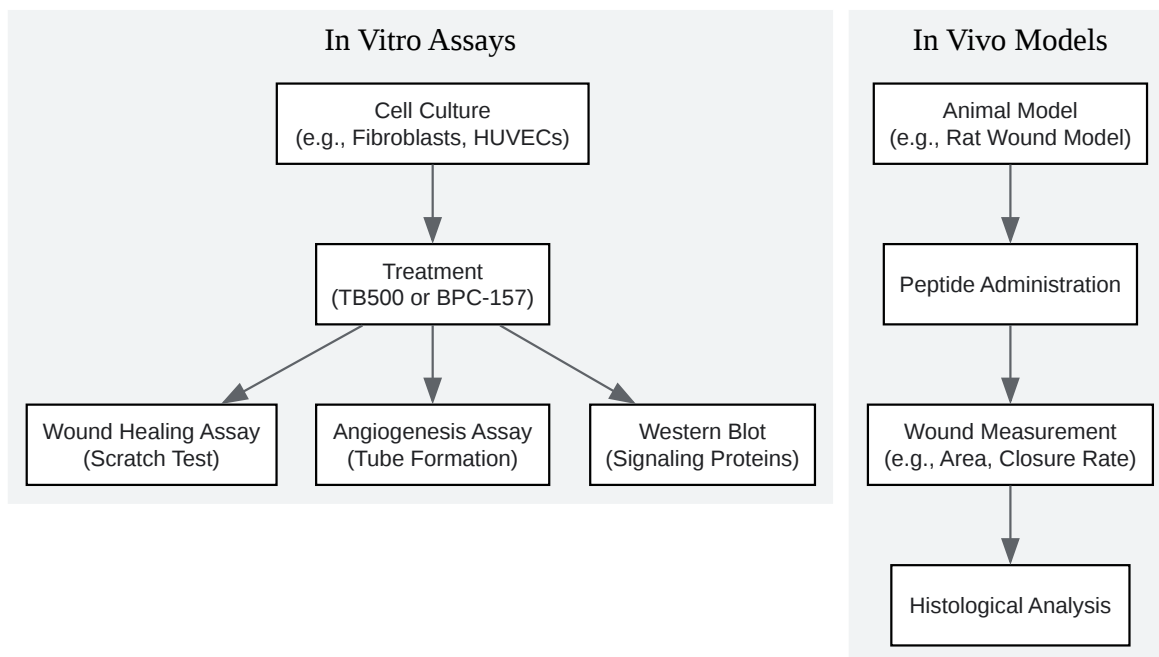 In Vitro Assays
Cell Culture
(e.g., Fibroblasts, HUVECs)
Treatment
(TB500 or BPC-157)
Wound Healing Assay
(Scratch Test)
Angiogenesis Assay
(Tube Formation)
Western Blot
(Signaling Proteins)
In Vivo Models
Animal Model
(e.g., Rat Wound Model)
Peptide Administration
Wound Measurement
(e.g., Area, Closure Rate)
Histological Analysis